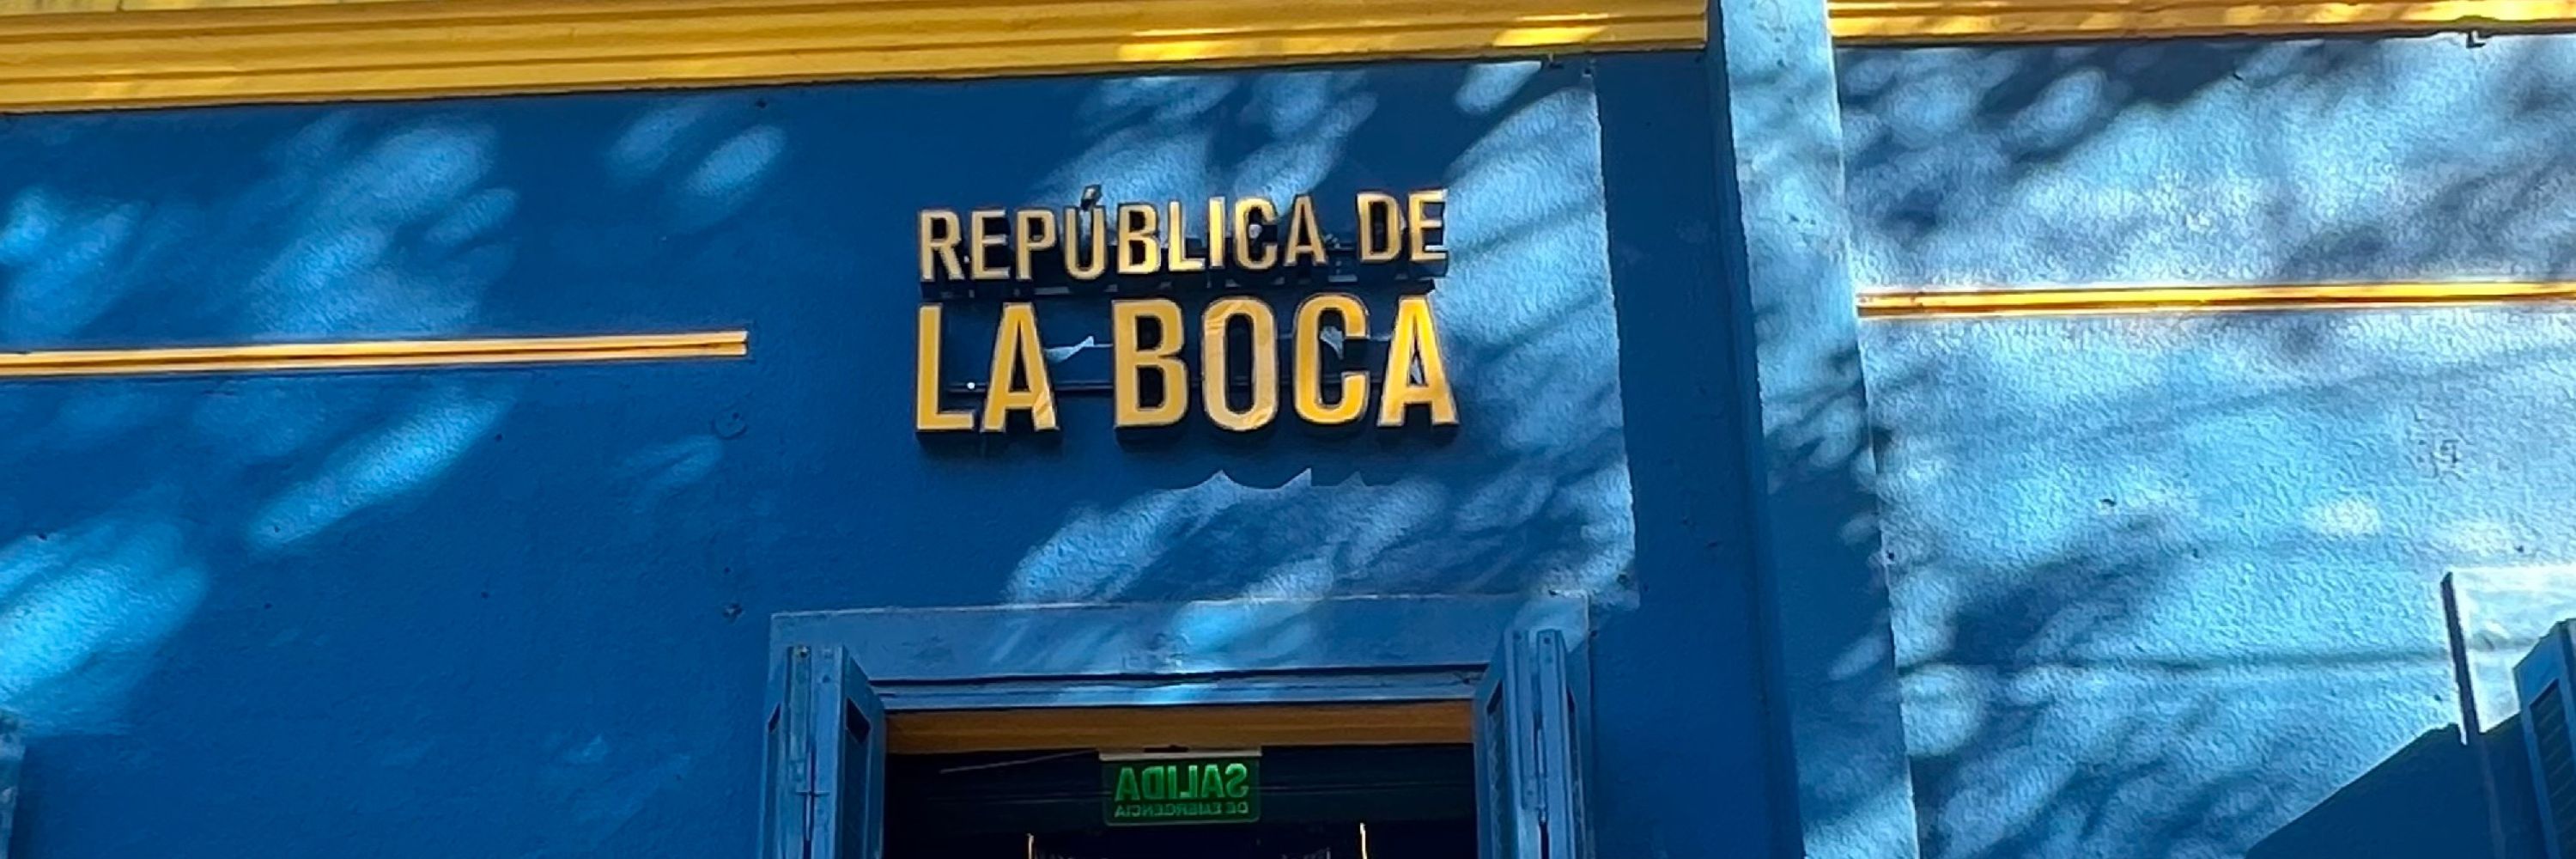 REPÚBLICA DE
LA BOCA
SALIDA
DE EMERGENCIA